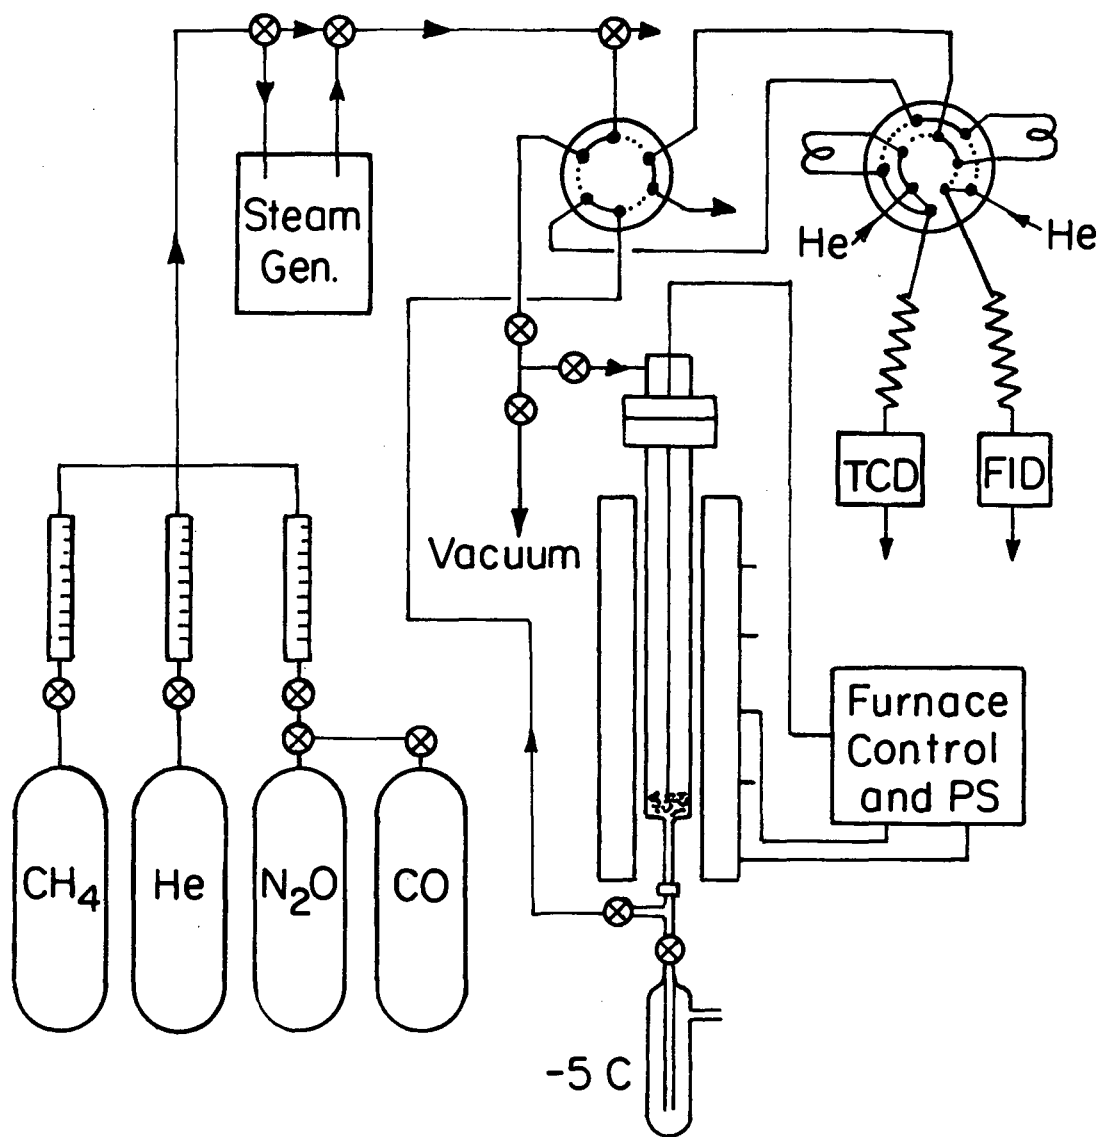 Steam
Gen.
He
He
TCD
FID
Vacuum
Furnace
Control
and PS
CH4
He
N2O
CO
-5 C